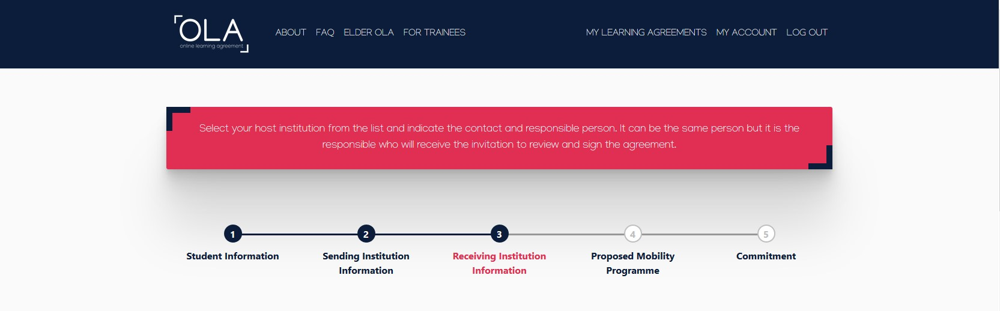 OLA
online learning agreement
ABOUT FAQ ELDER OLA FOR TRAINEES
MY LEARNING AGREEMENTS MY ACCOUNT LOG OUT
Select your host institution from the list and indicate the contact and responsible person. It can be the same person but it is the
responsible who will receive the invitation to review and sign the agreement.
1 2 3 4 5
Student Information
Sending Institution
Information
Receiving Institution
Information
Proposed Mobility
Programme
Commitment